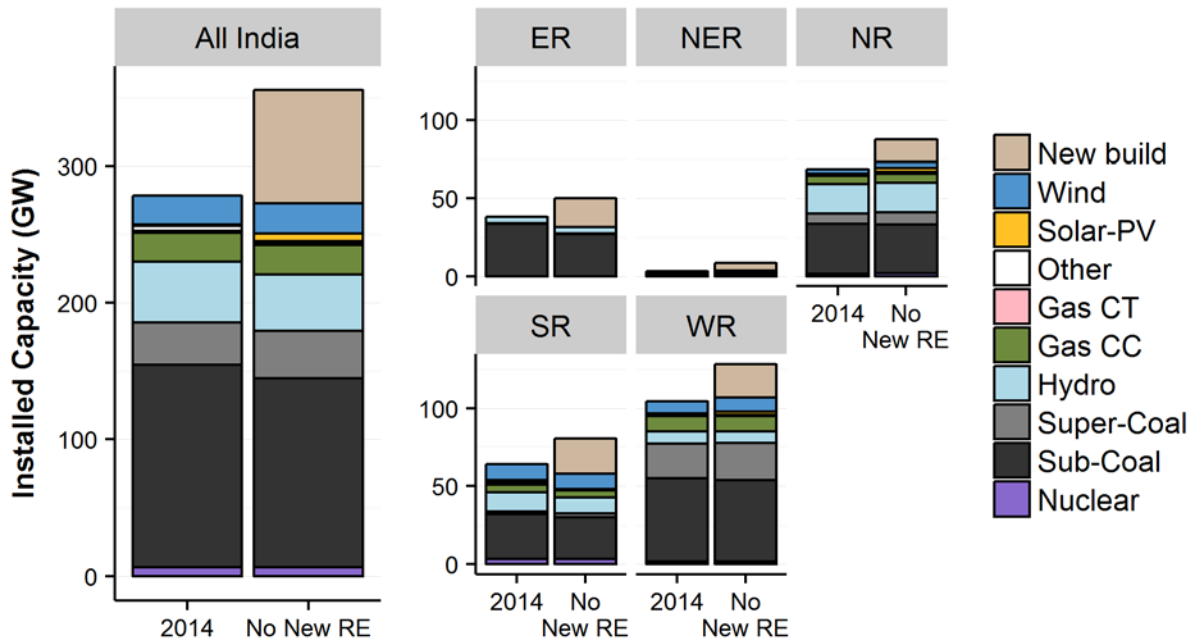 All India
ER
NER
NR
Installed Capacity (GW)
300
200
100
0
2014
No New RE
100
50
0
2014
No
New RE
SR
WR
100
50
0
2014
No
New RE
2014
No
New RE
New build
Wind
Solar-PV
Other
Gas CT
Gas CC
Hydro
Super-Coal
Sub-Coal
Nuclear